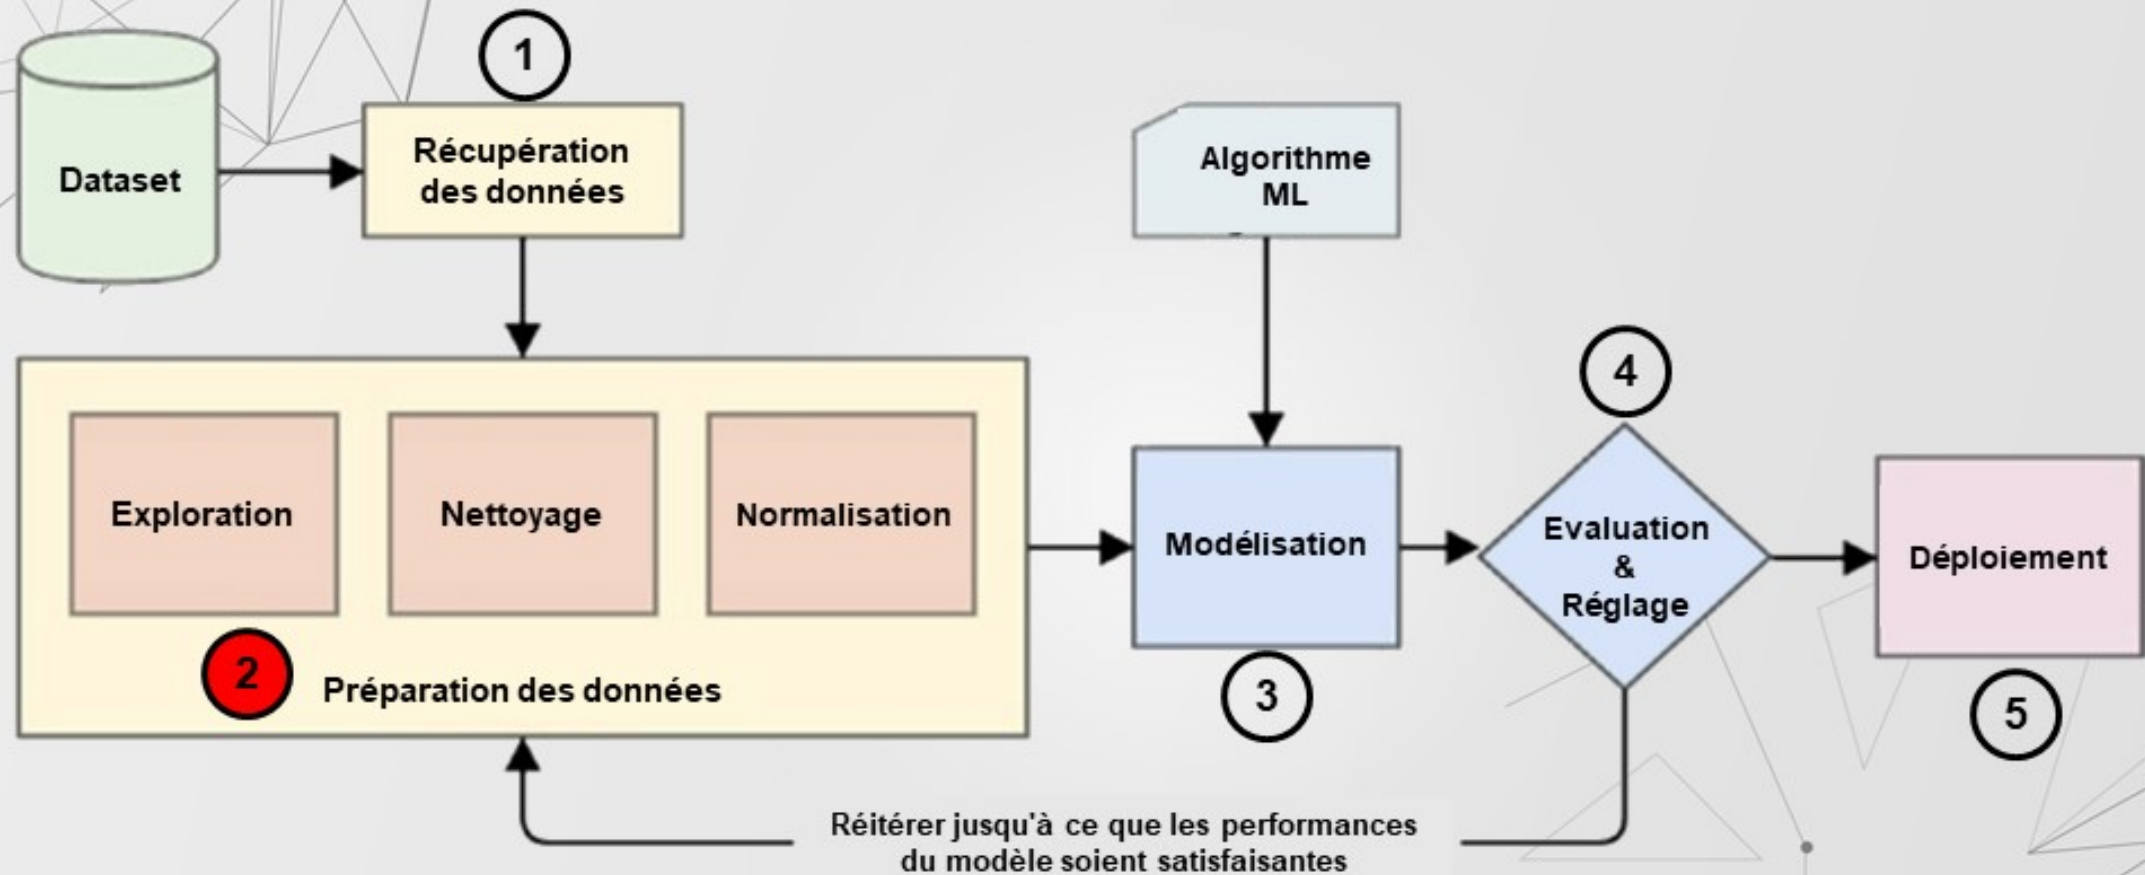 Dataset
1
Récupération
des données
Algorithme
ML
Exploration
Nettoyage
Normalisation
2
Préparation des données
Modélisation
3
4
Evaluation
&
Réglage
Déploiement
5
Réitérer jusqu'à ce que les performances
du modèle soient satisfaisantes